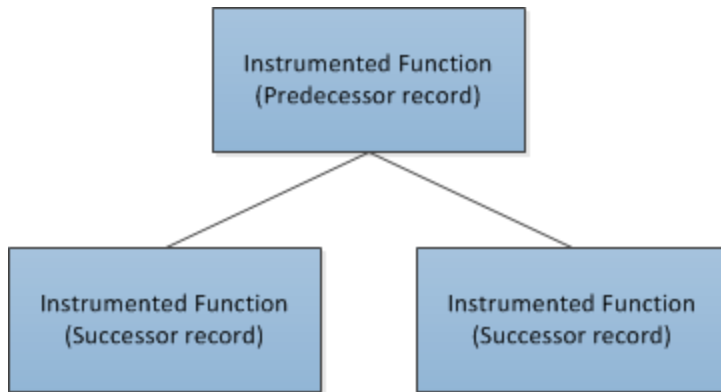 Instrumented Function
(Predecessor record)
Instrumented Function
(Successor record)
Instrumented Function
(Successor record)